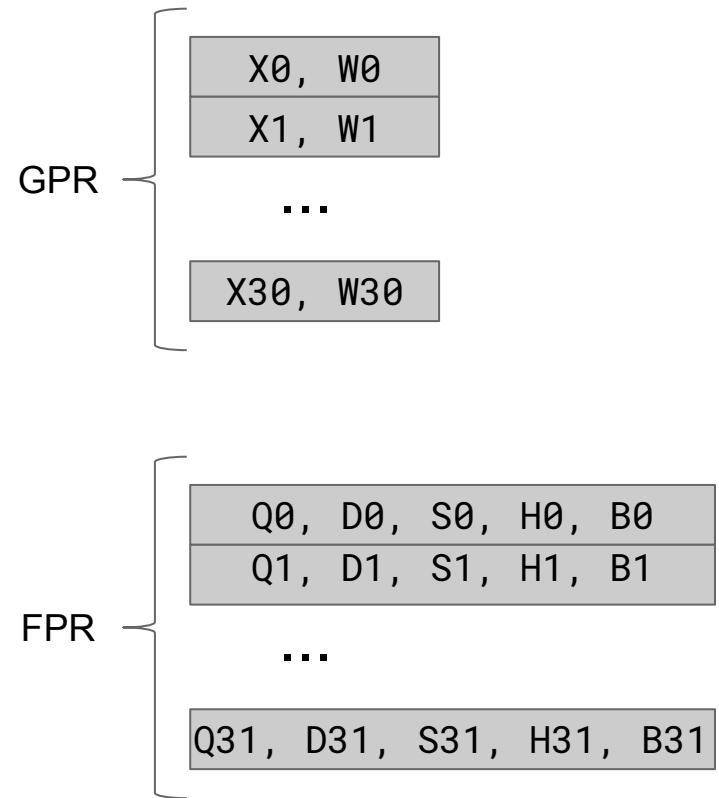 X0, W0
X1, W1
GPR
...
X30, W30
Q0, D0, S0, H0, B0
Q1, D1, S1, H1, B1
FPR
...
Q31, D31, S31, H31, B31